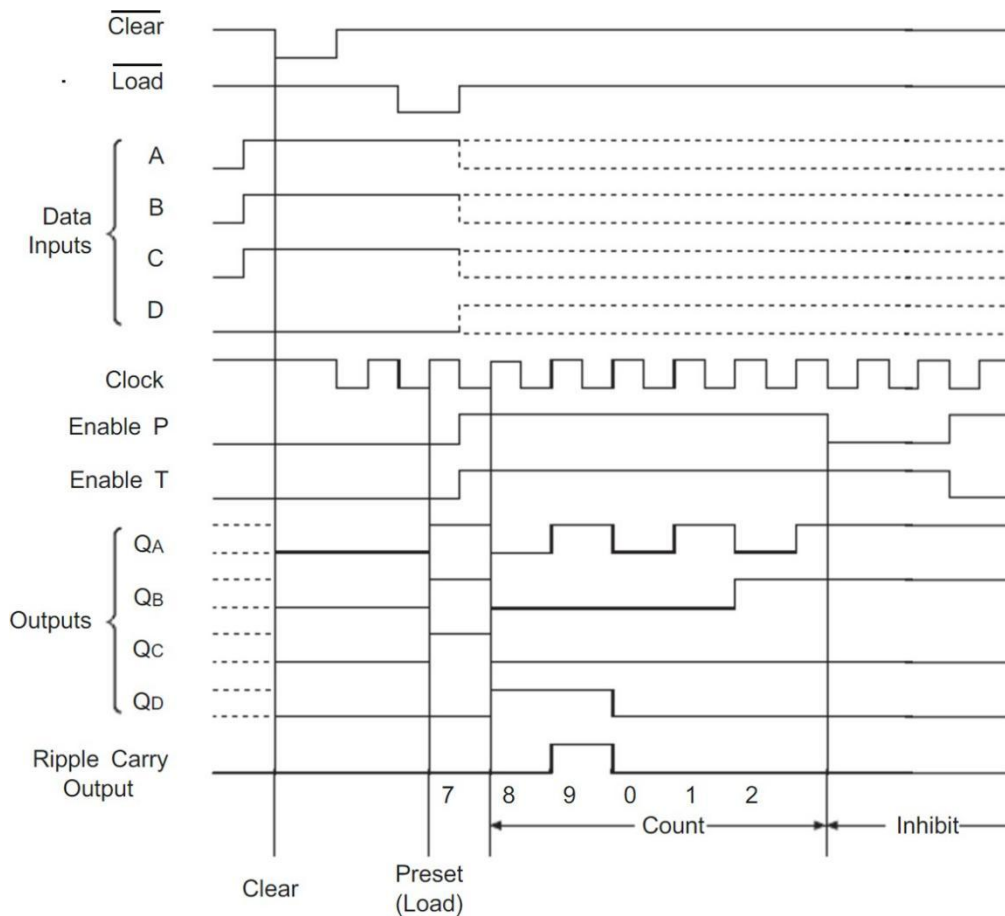 Clear
Load
A
B
Data
Inputs
C
D
Clock
Enable P
Enable T
QA
QB
Outputs
QC
QD
Ripple Carry
Output
7 8 9 0 1 2
Count Inhibit
Clear
Preset
(Load)